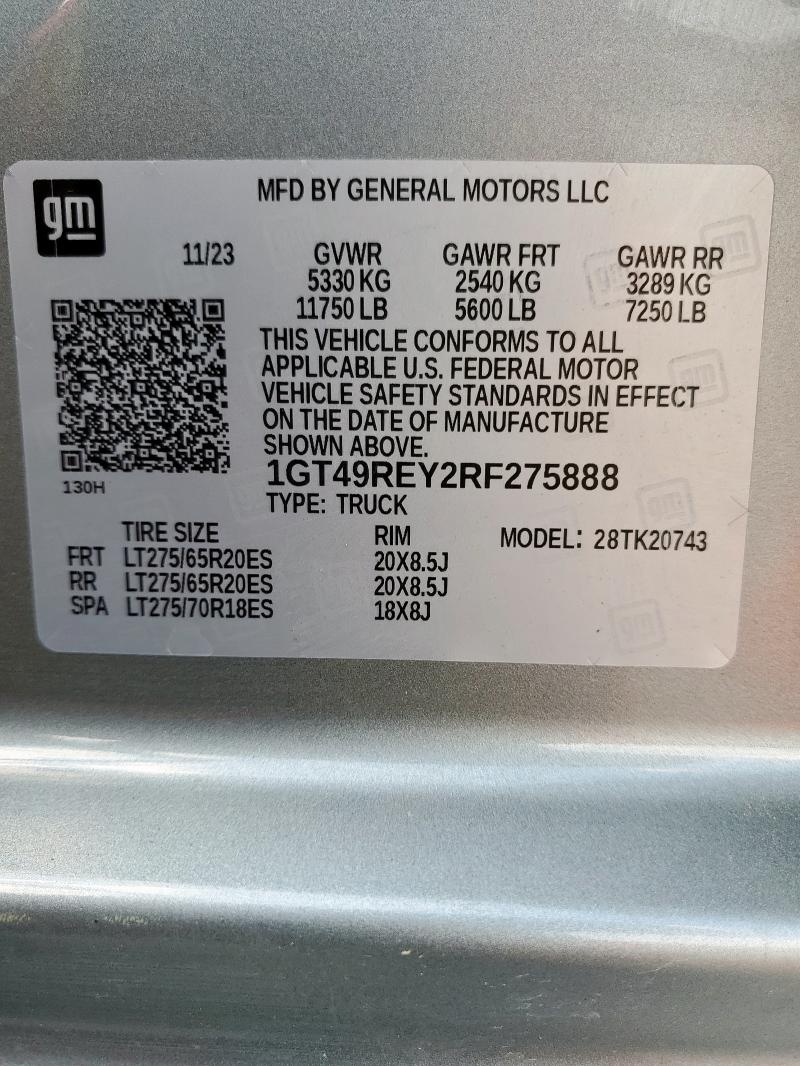 gm
MFD BY GENERAL MOTORS LLC
11/23 GVWR GAWR FRT GAWR RR
5330 KG 2540 KG 3289 KG
11750 LB 5600 LB 7250 LB
THIS VEHICLE CONFORMS TO ALL
APPLICABLE U.S. FEDERAL MOTOR
VEHICLE SAFETY STANDARDS IN EFFECT
ON THE DATE OF MANUFACTURE
SHOWN ABOVE.
130H
1GT49REY2RF275888
TYPE: TRUCK
TIRE SIZE RIM MODEL: 28TK20743
FRT LT275/65R20ES 20X8.5J
RR LT275/65R20ES 20X8.5J
SPA LT275/70R18ES 18X8J